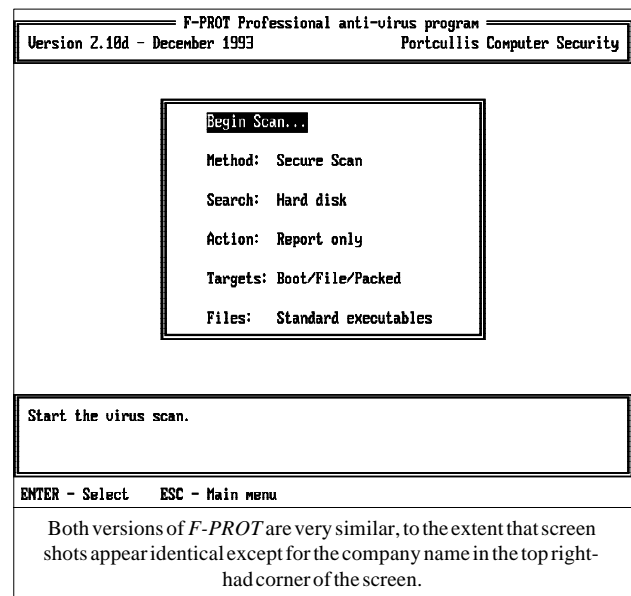 F-PROT Professional anti-virus program
Version 2.10d - December 1993 Portcullis Computer Security
Begin Scan...
Method: Secure Scan
Search: Hard disk
Action: Report only
Targets: Boot/File/Packed
Files: Standard executables
Start the virus scan.
ENTER - Select ESC - Main menu
Both versions of F-PROT are very similar, to the extent that screen
shots appear identical except for the company name in the top right-
had corner of the screen.